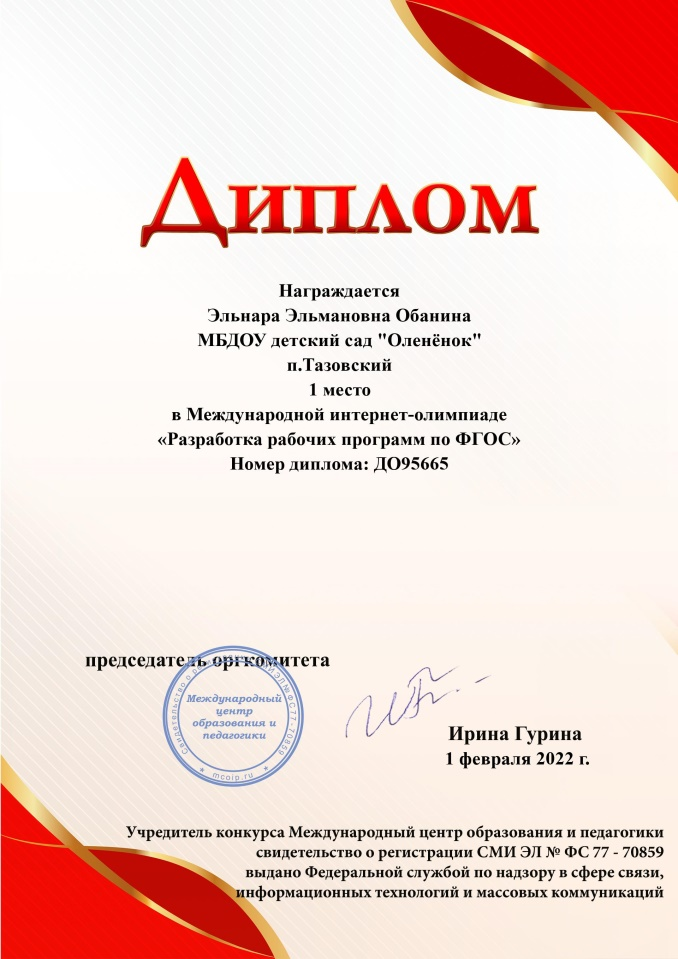 Диплом
Награждается
Эльнара Эльмановна Обанина
МБДОУ детский сад "Оленёнок"
п.Тазовский
1 место
в Международной интернет-олимпиаде
«Разработка рабочих программ по ФГОС»
Номер диплома: ДО95665
председатель оргкомитета
Международный
центр
образования и
педагогики
mcoip.ru
Ирина Гурина
1 февраля 2022 г.
Учредитель конкурса Международный центр образования и педагогики
свидетельство о регистрации СМИ ЭЛ № ФС 77 - 70859
выдано Федеральной службой по надзору в сфере связи,
информационных технологий и массовых коммуникаций